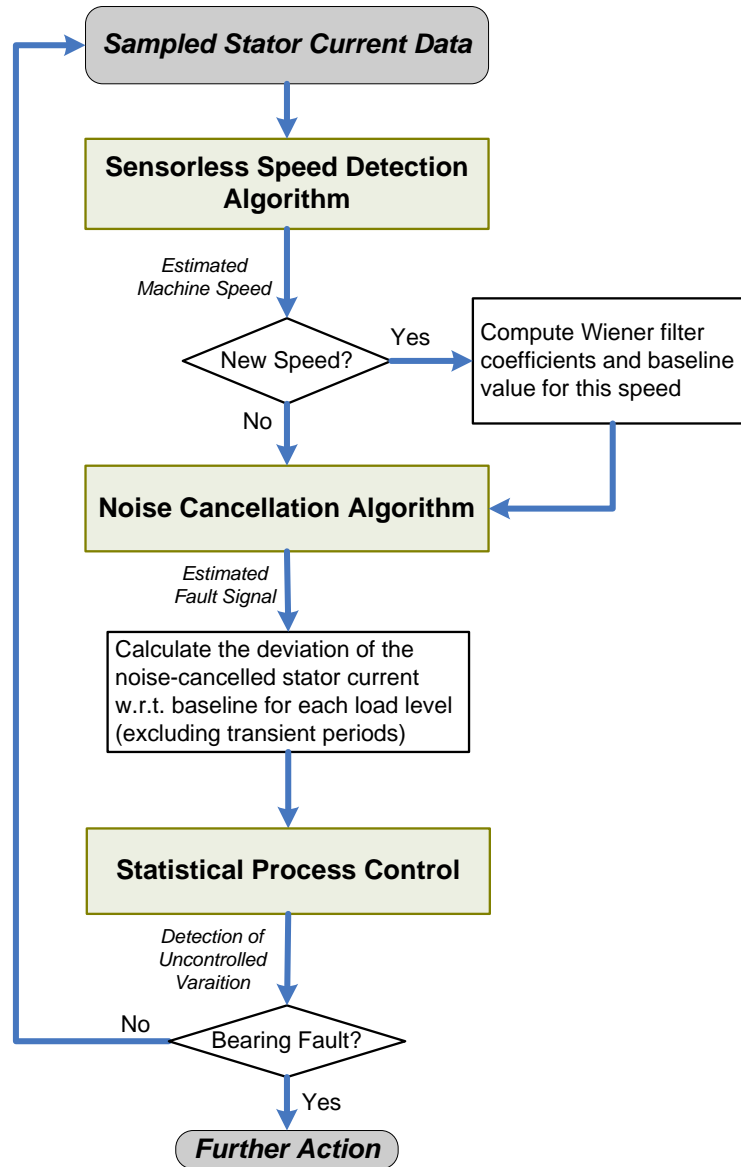 Sampled Stator Current Data
Sensorless Speed Detection
Algorithm
Estimated
Machine Speed
New Speed?
Yes
Compute Wiener filter
coefficients and baseline
value for this speed
No
Noise Cancellation Algorithm
Estimated
Fault Signal
Calculate the deviation of the
noise-cancelled stator current
w.r.t. baseline for each load level
(excluding transient periods)
Statistical Process Control
Detection of
Uncontrolled
Varaition
No
Bearing Fault?
Yes
Further Action